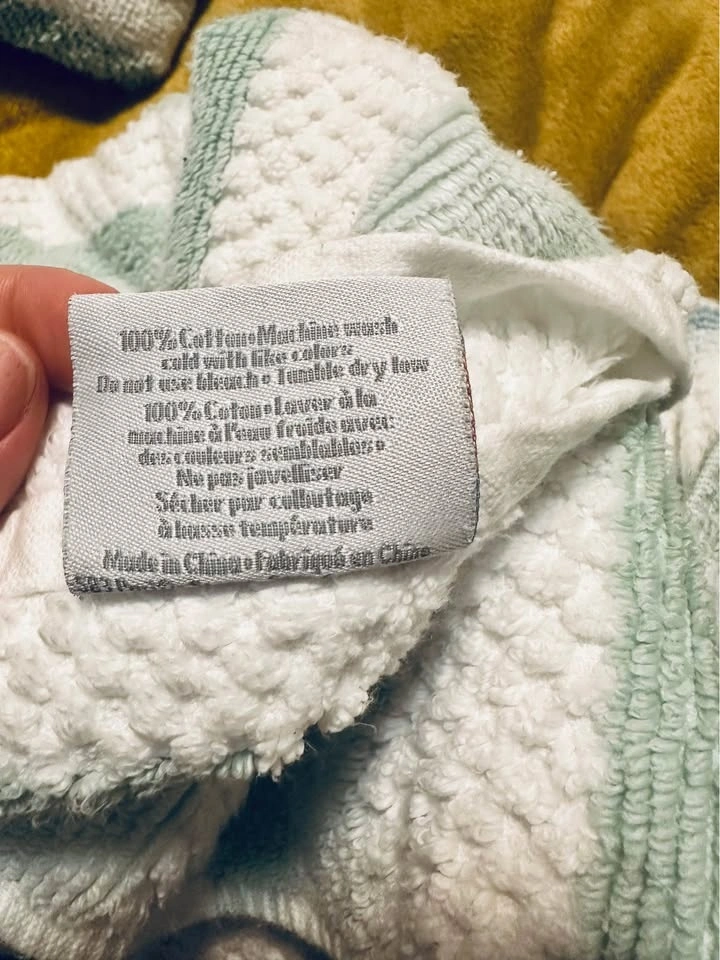 100% Cotton • Machine wash
cold with like colors
Do not use bleach • Tumble dry low
100% Coton • Laver à la
machine à l'eau froide avec
des couleurs semblables •
Ne pas javelliser
Sécher par culbutage
à basse température
Made in China • Fabriqué en Chine